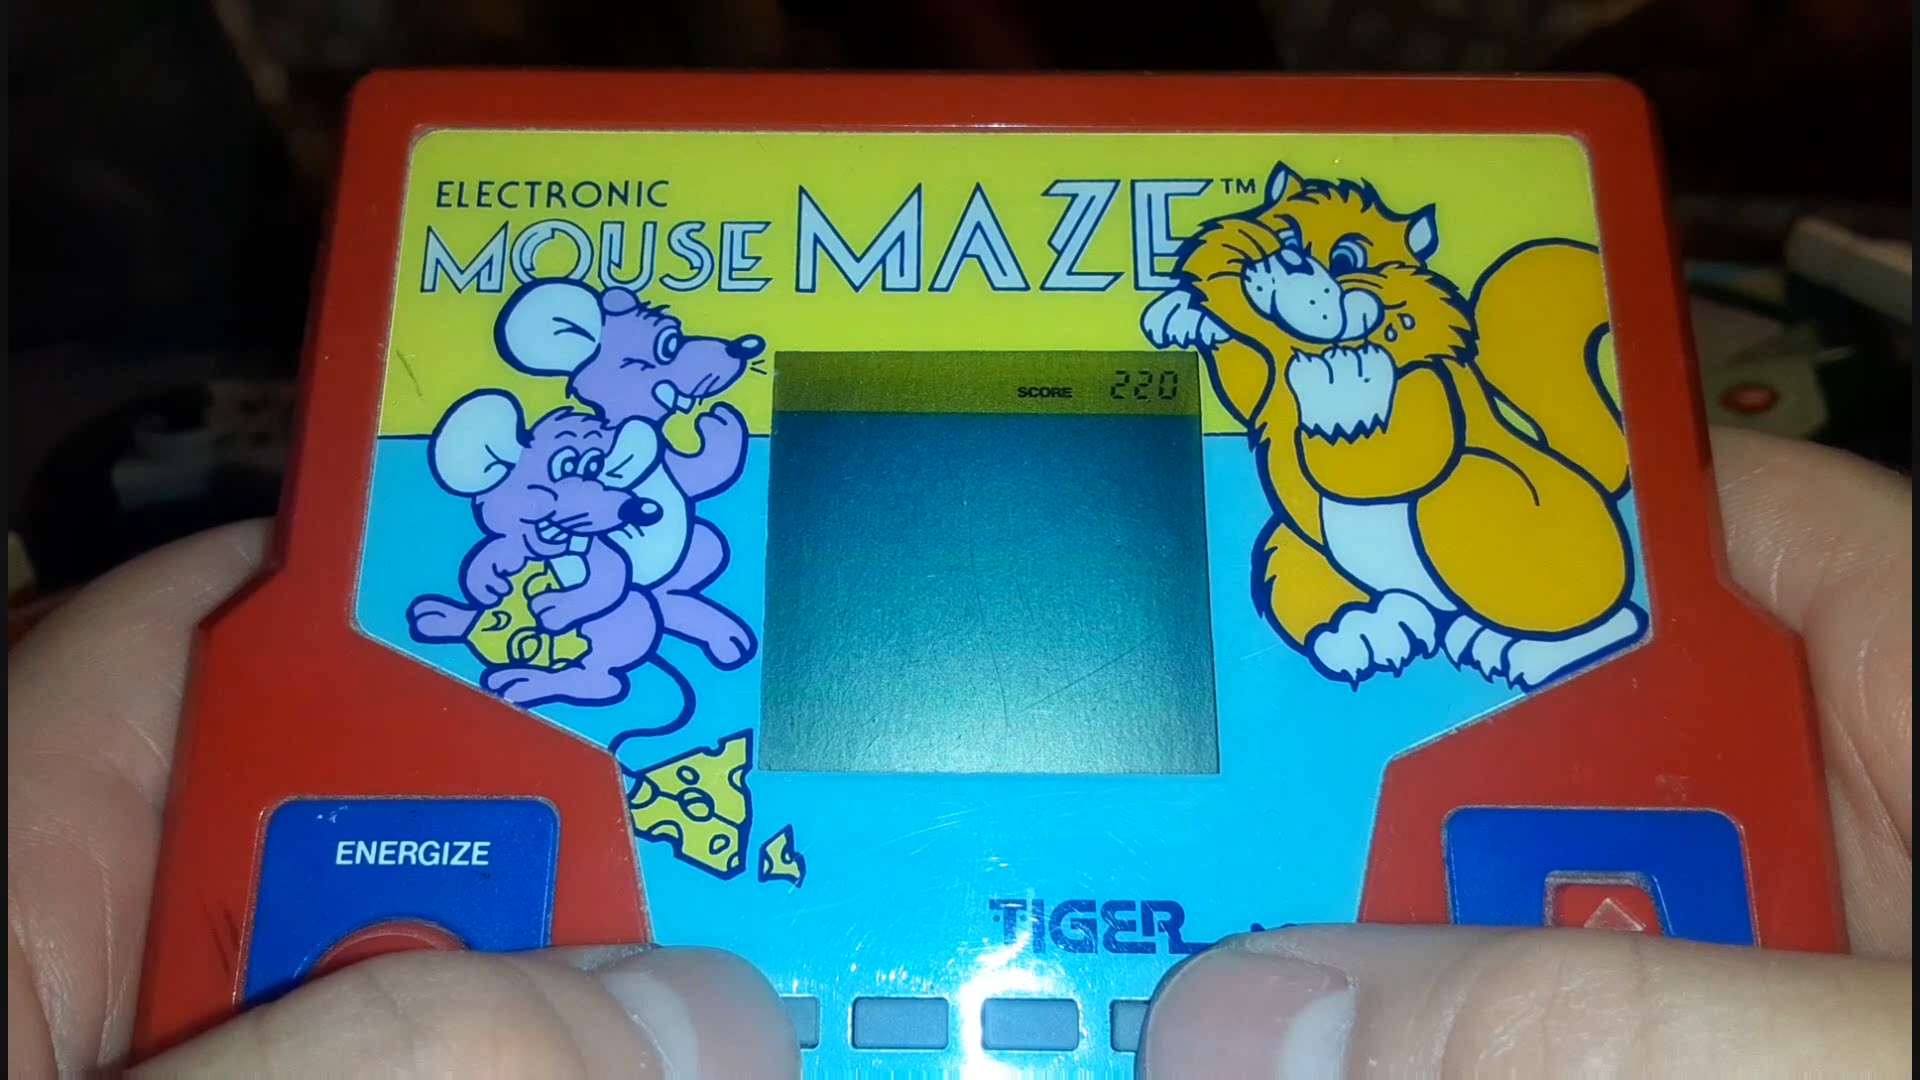 ELECTRONIC
MOUSE MAZE™
SCORE 220
ENERGIZE
TIGER